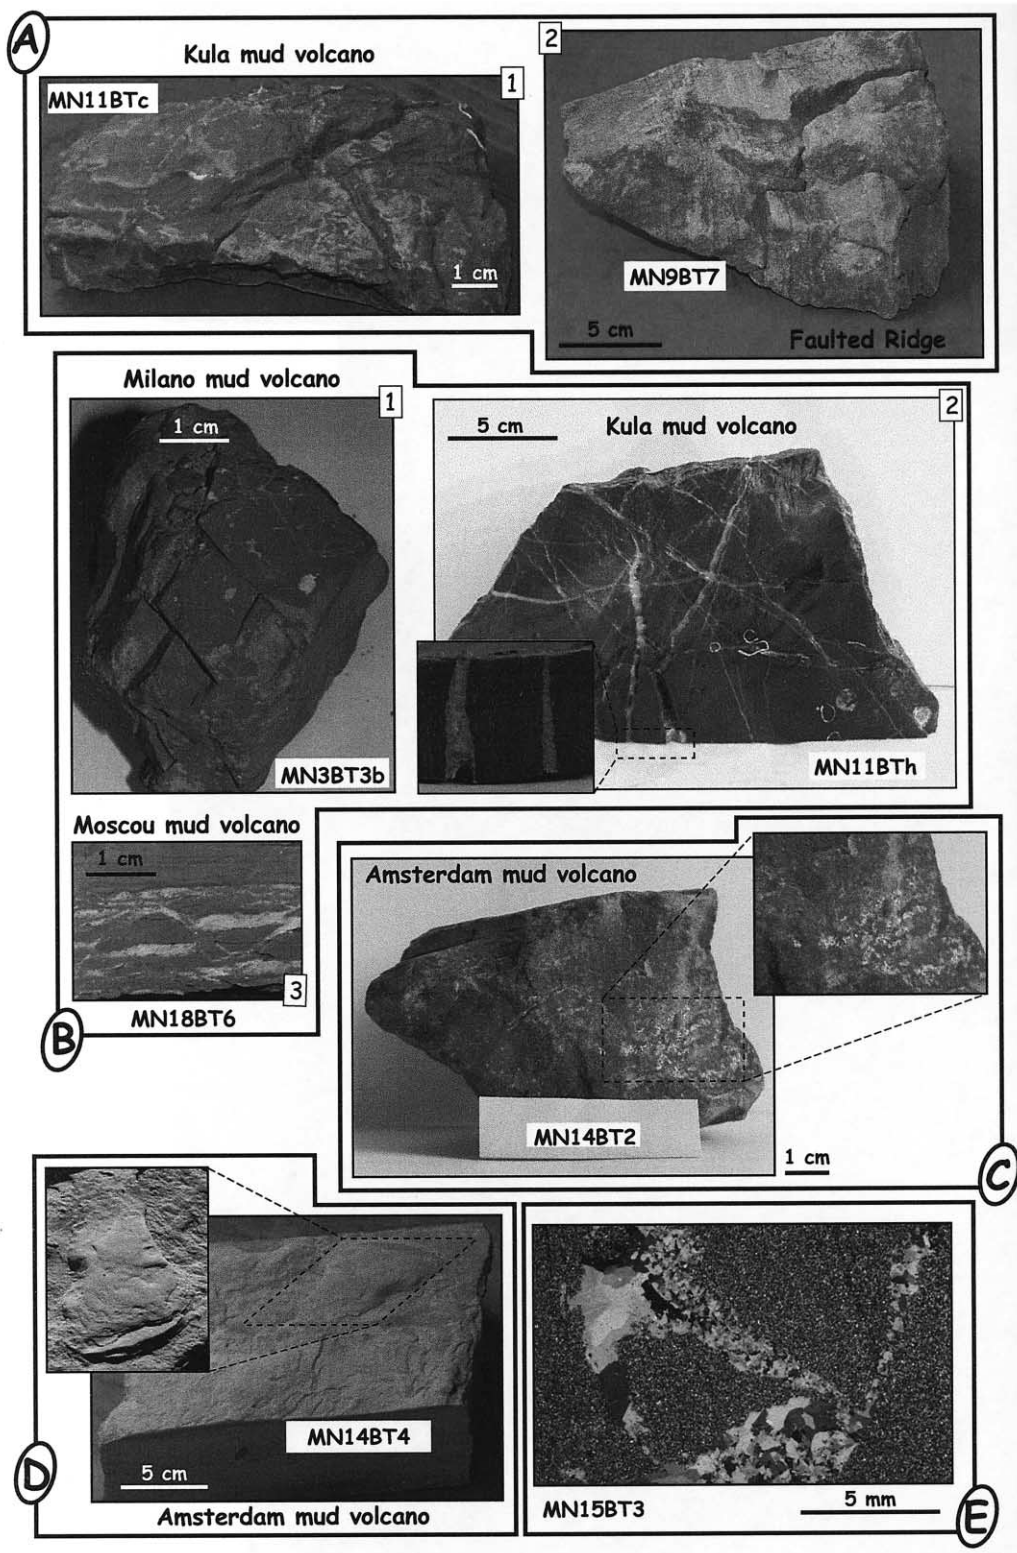 A
Kula mud volcano
1
MN11BTc
1 cm
2
MN9BT7
5 cm
Faulted Ridge
Milano mud volcano
1
1 cm
MN3BT3b
2
5 cm
Kula mud volcano
MN11BTh
Moscou mud volcano
1 cm
3
MN18BT6
B
Amsterdam mud volcano
MN14BT2
1 cm
C
MN14BT4
5 cm
D
Amsterdam mud volcano
MN15BT3
5 mm
E